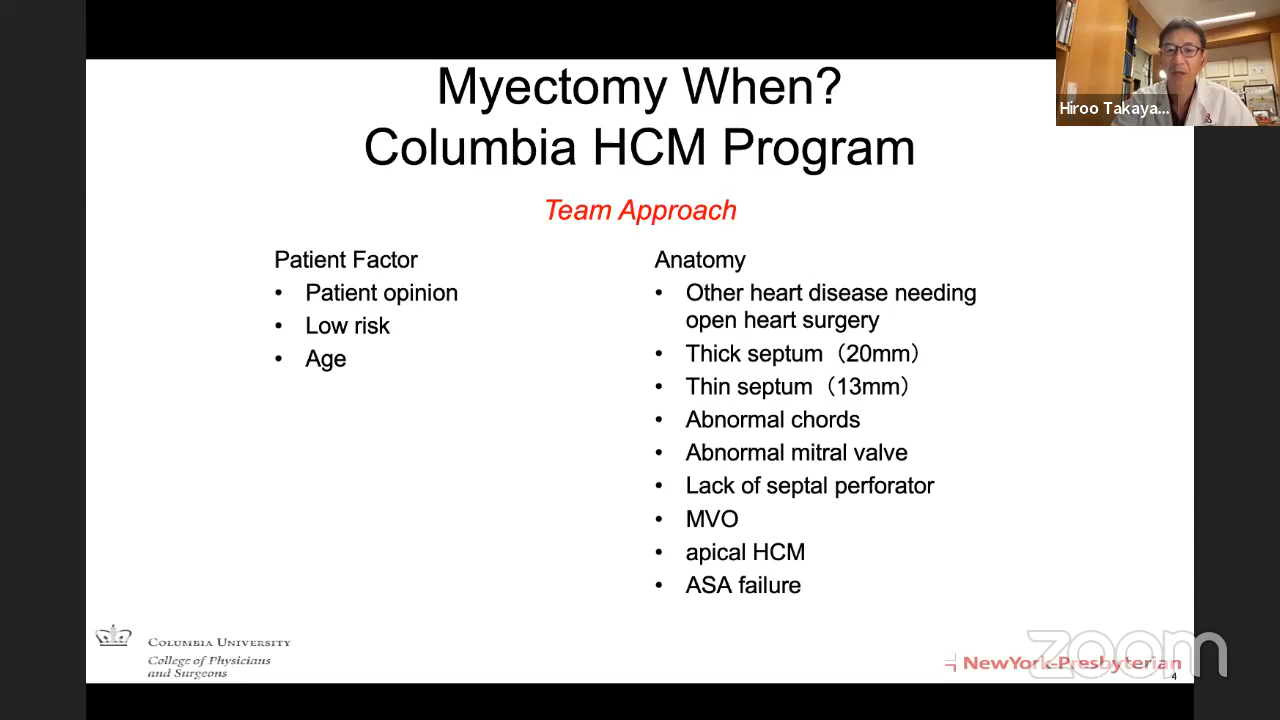 Myectomy When?
Columbia HCM Program
Team Approach
Patient Factor
• Patient opinion
• Low risk
• Age
Anatomy
• Other heart disease needing
open heart surgery
• Thick septum（20mm）
• Thin septum（13mm）
• Abnormal chords
• Abnormal mitral valve
• Lack of septal perforator
• MVO
• apical HCM
• ASA failure
Hiroo Takaya...
COLUMBIA UNIVERSITY
College of Physicians
and Surgeons
NewYork-Presbyterian
4
zoom